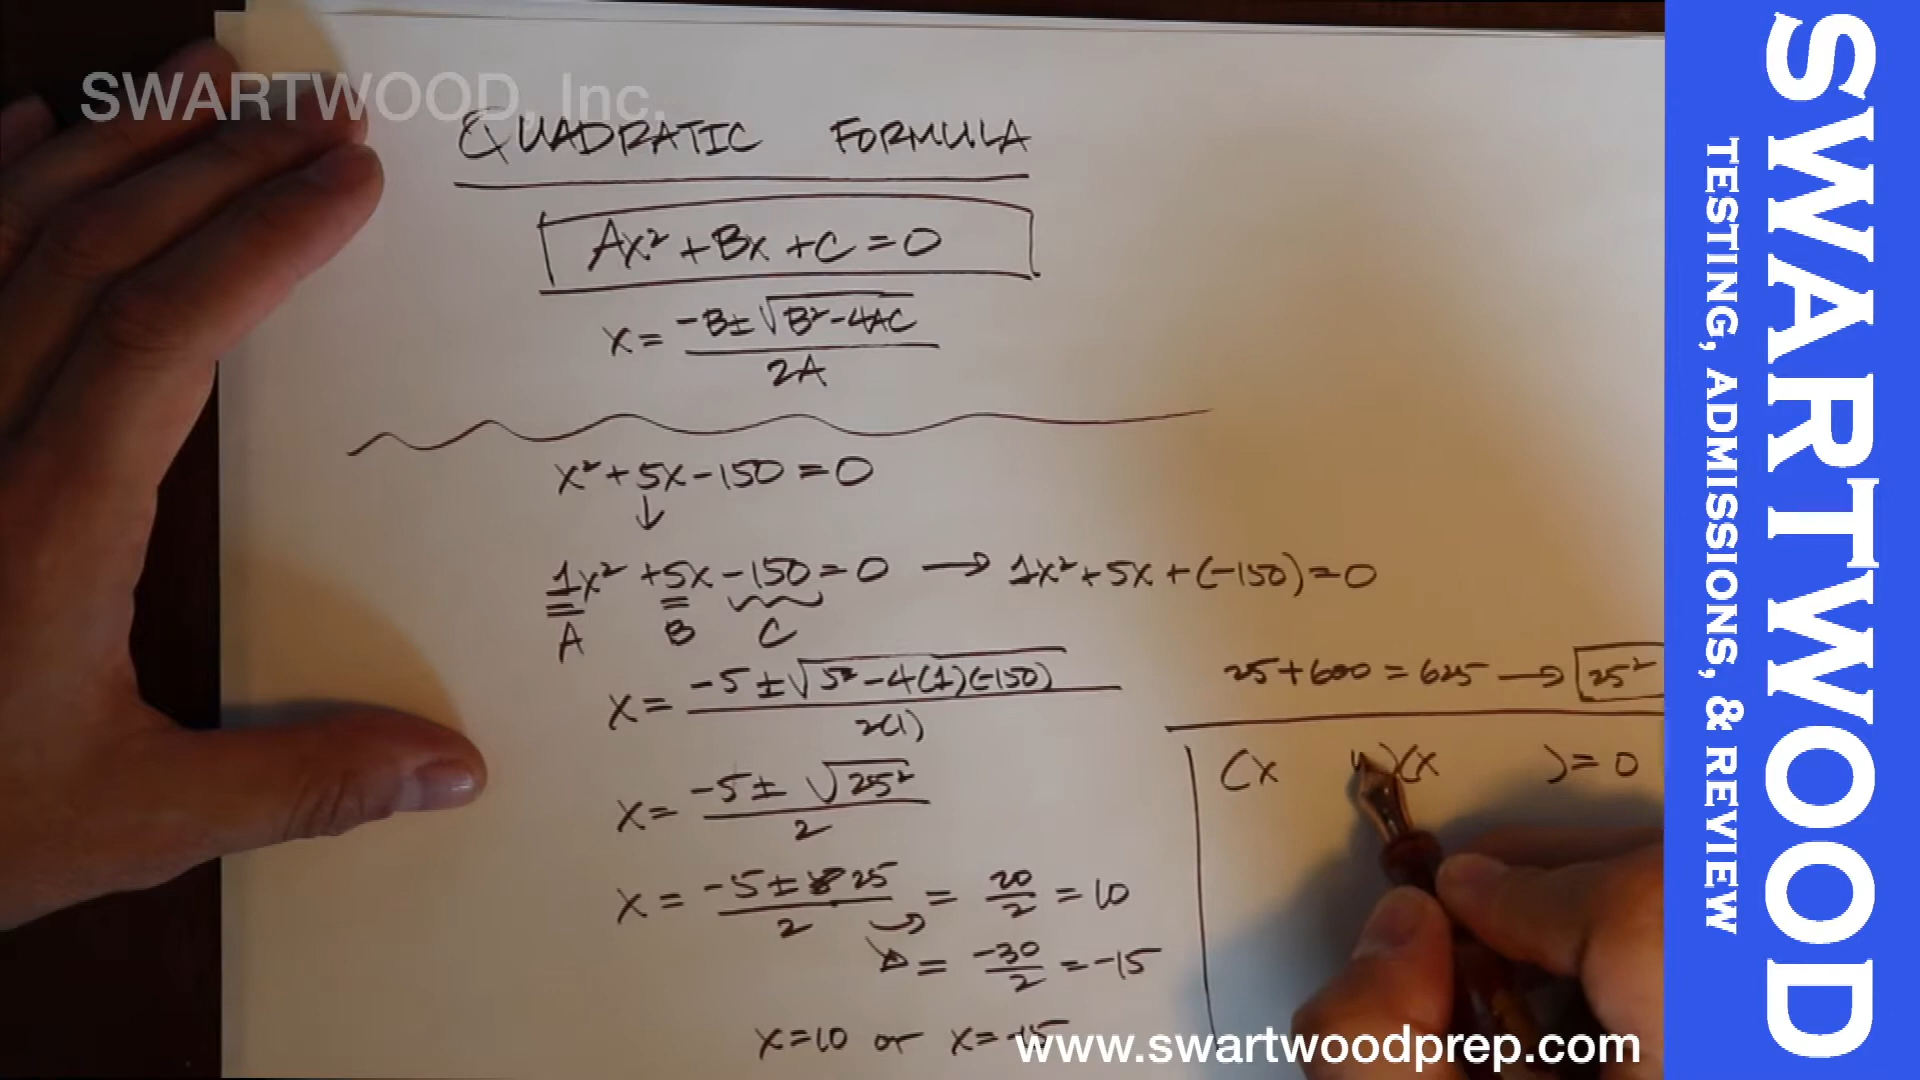 SWARTWOOD, Inc.
QUADRATIC FORMULA
Ax² + Bx + C = 0
x = (-B ± √(B² - 4AC)) / 2A
x² + 5x - 150 = 0
↓
1x² + 5x - 150 = 0 → 1x² + 5x + (-150) = 0
A B C
x = (-5 ± √(5² - 4(1)(-150))) / 2(1)
25 + 600 = 625 → 25²
x = (-5 ± √25²) / 2
(x )(x ) = 0
x = (-5 ± 25) / 2 = 20/2 = 10
= -30/2 = -15
x = 10 or x = -15
www.swartwoodprep.com
SWARTWOOD
TESTING, ADMISSIONS, & REVIEW